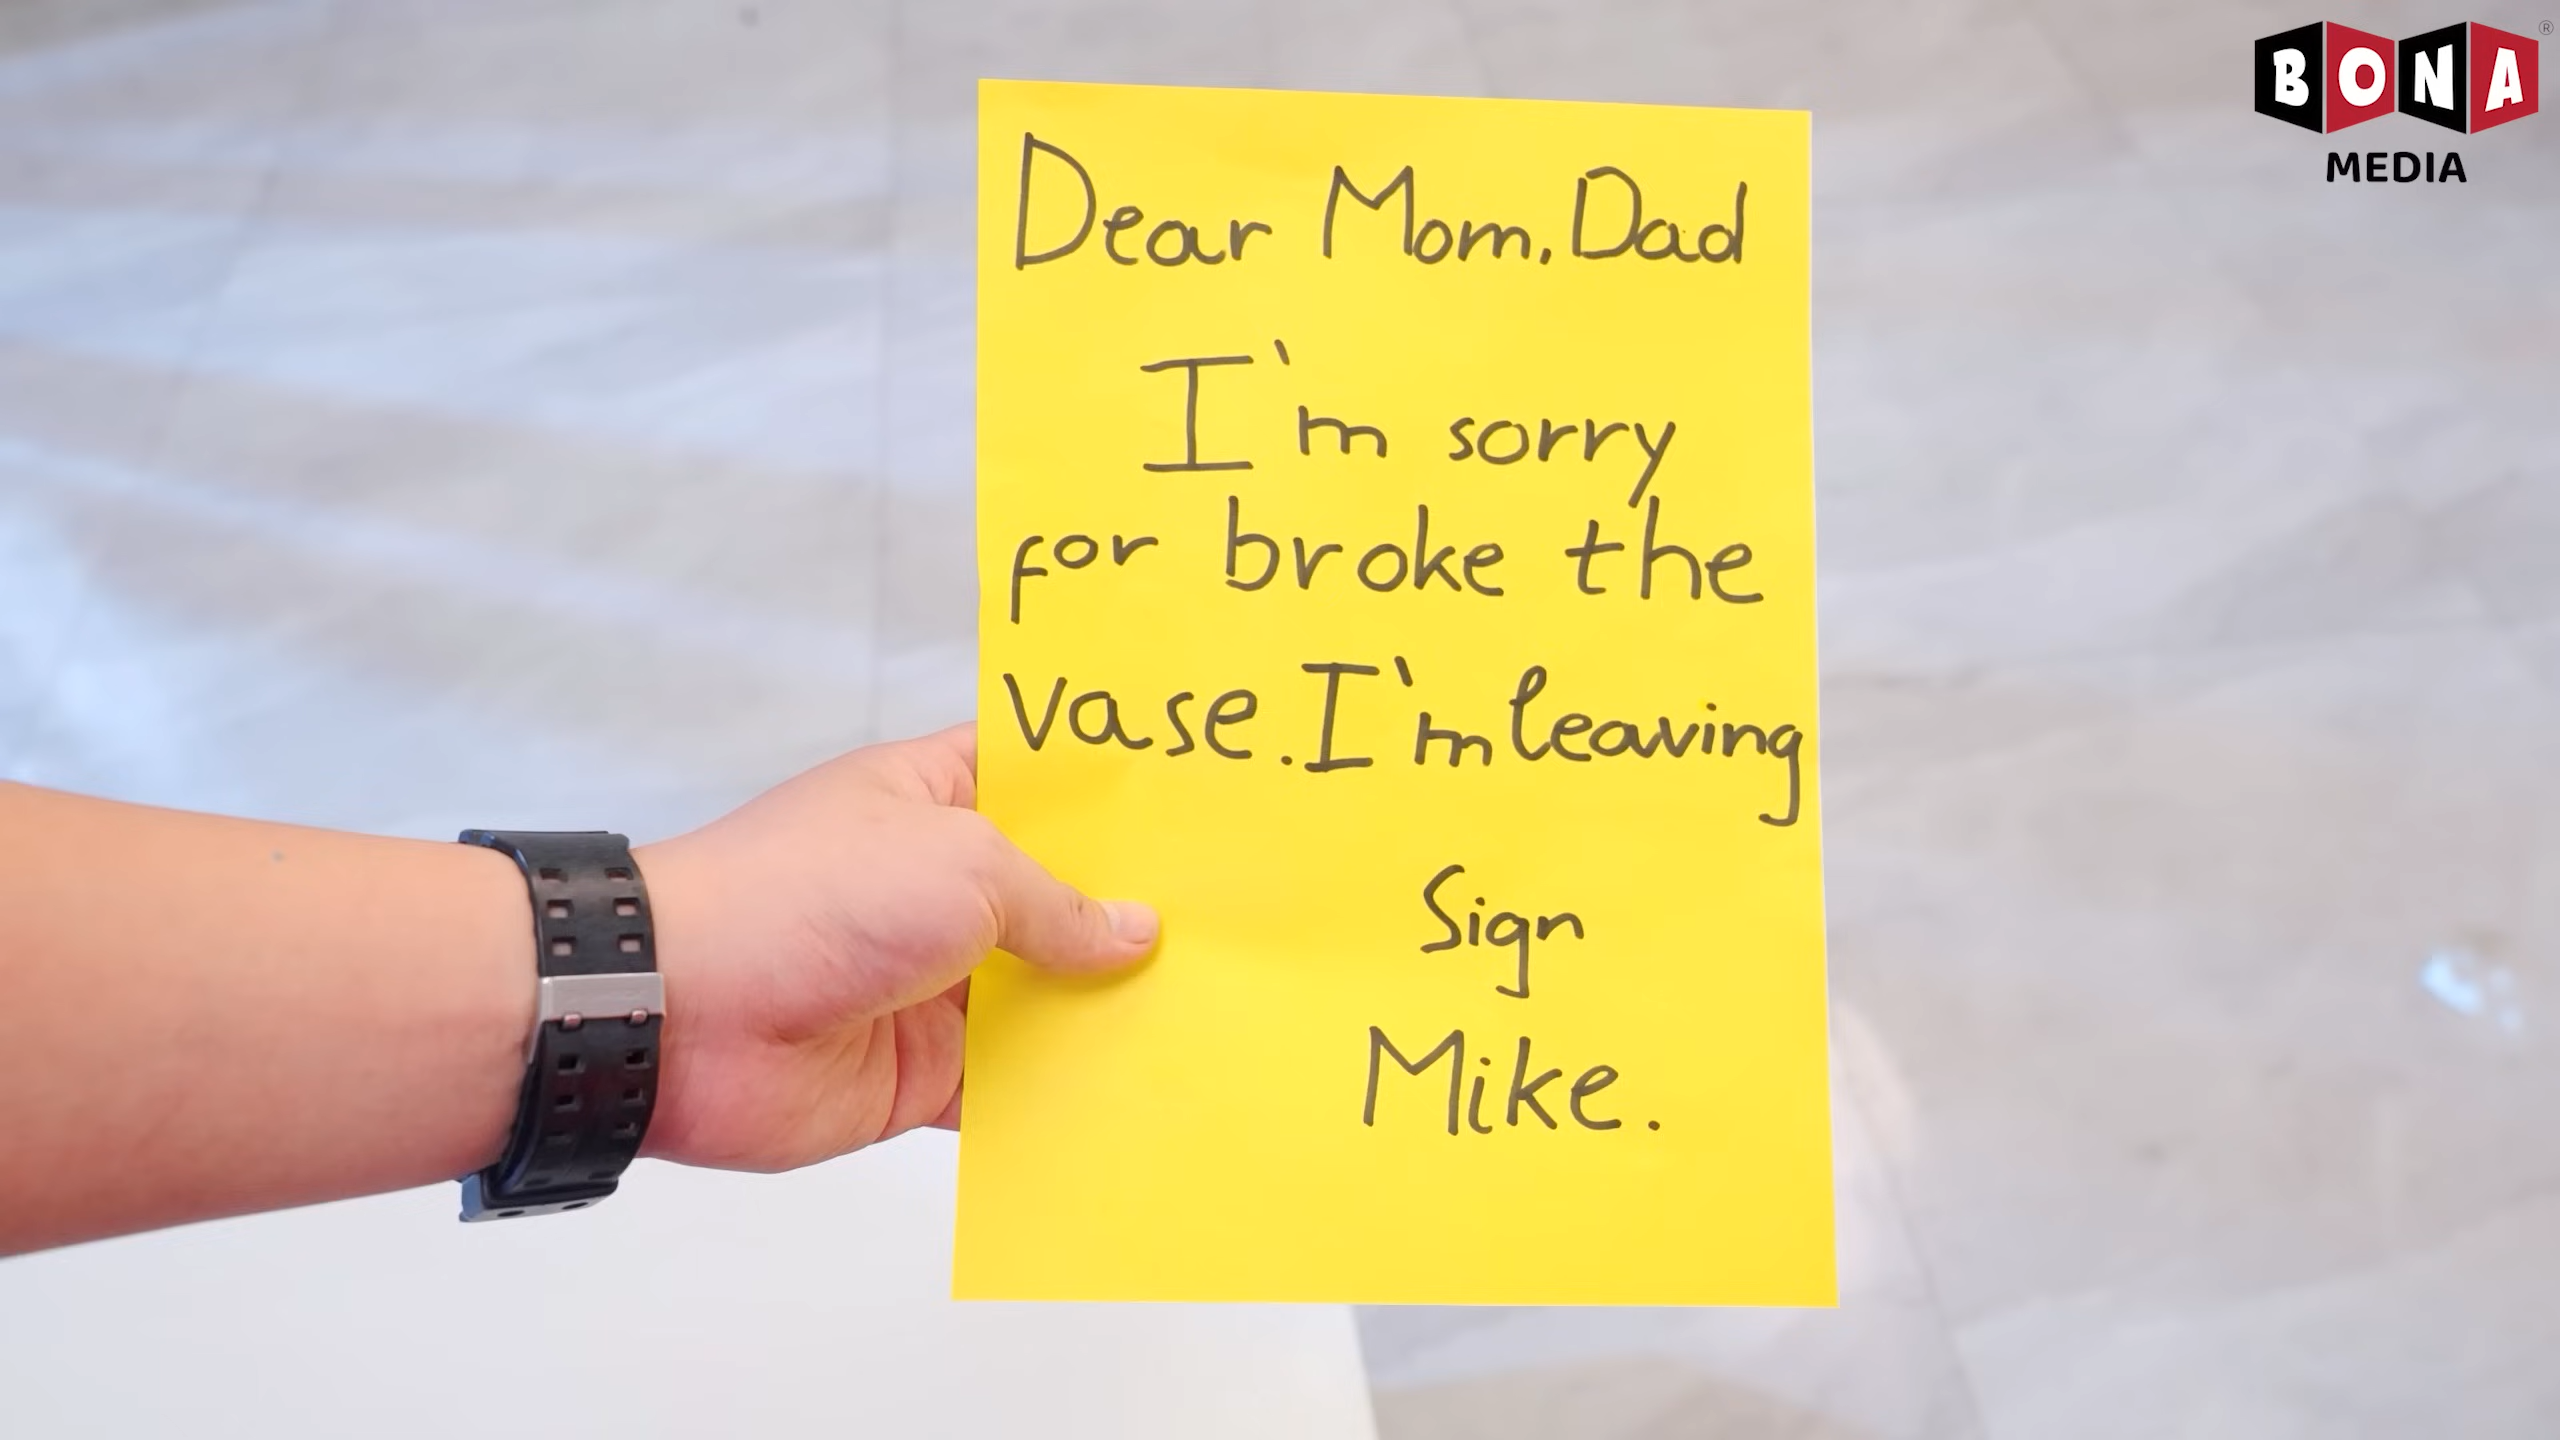 BONA®
MEDIA
Dear Mom, Dad
I'm sorry
for broke the
vase. I'm leaving
Sign
Mike.